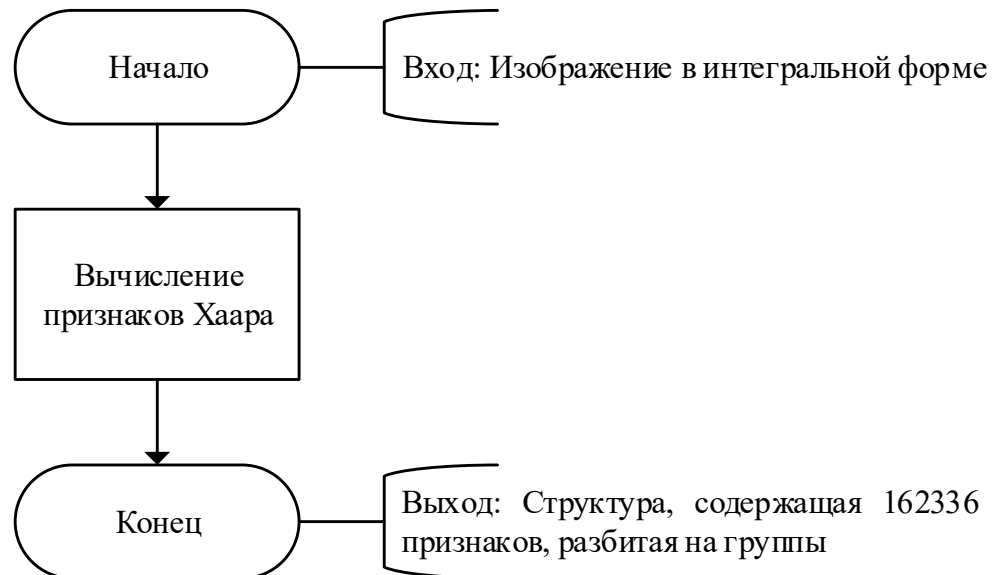 Начало
Вход: Изображение в интегральной форме
Вычисление
признаков Хаара
Конец
Выход: Структура, содержащая 162336
признаков, разбитая на группы